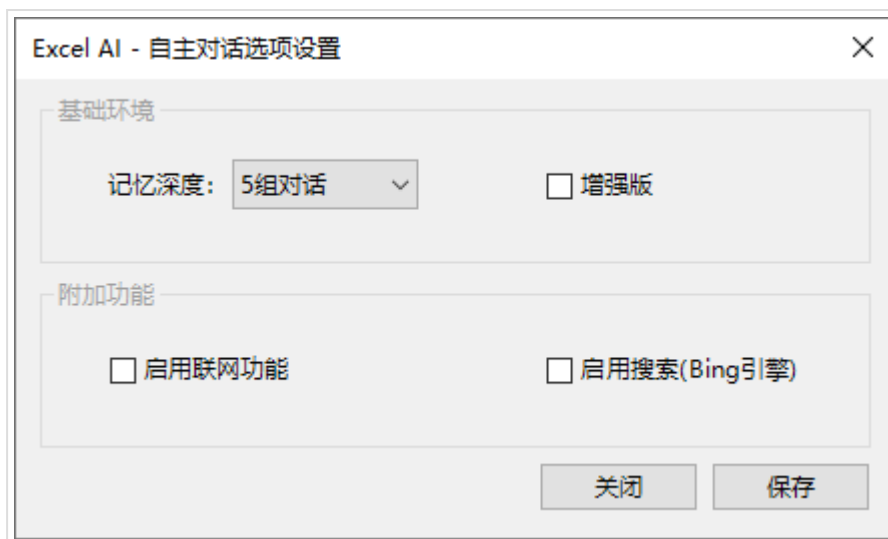 Excel AI - 自主对话选项设置
基础环境
记忆深度： 5组对话 增强版
附加功能
启用联网功能 启用搜索(Bing引擎)
关闭 保存